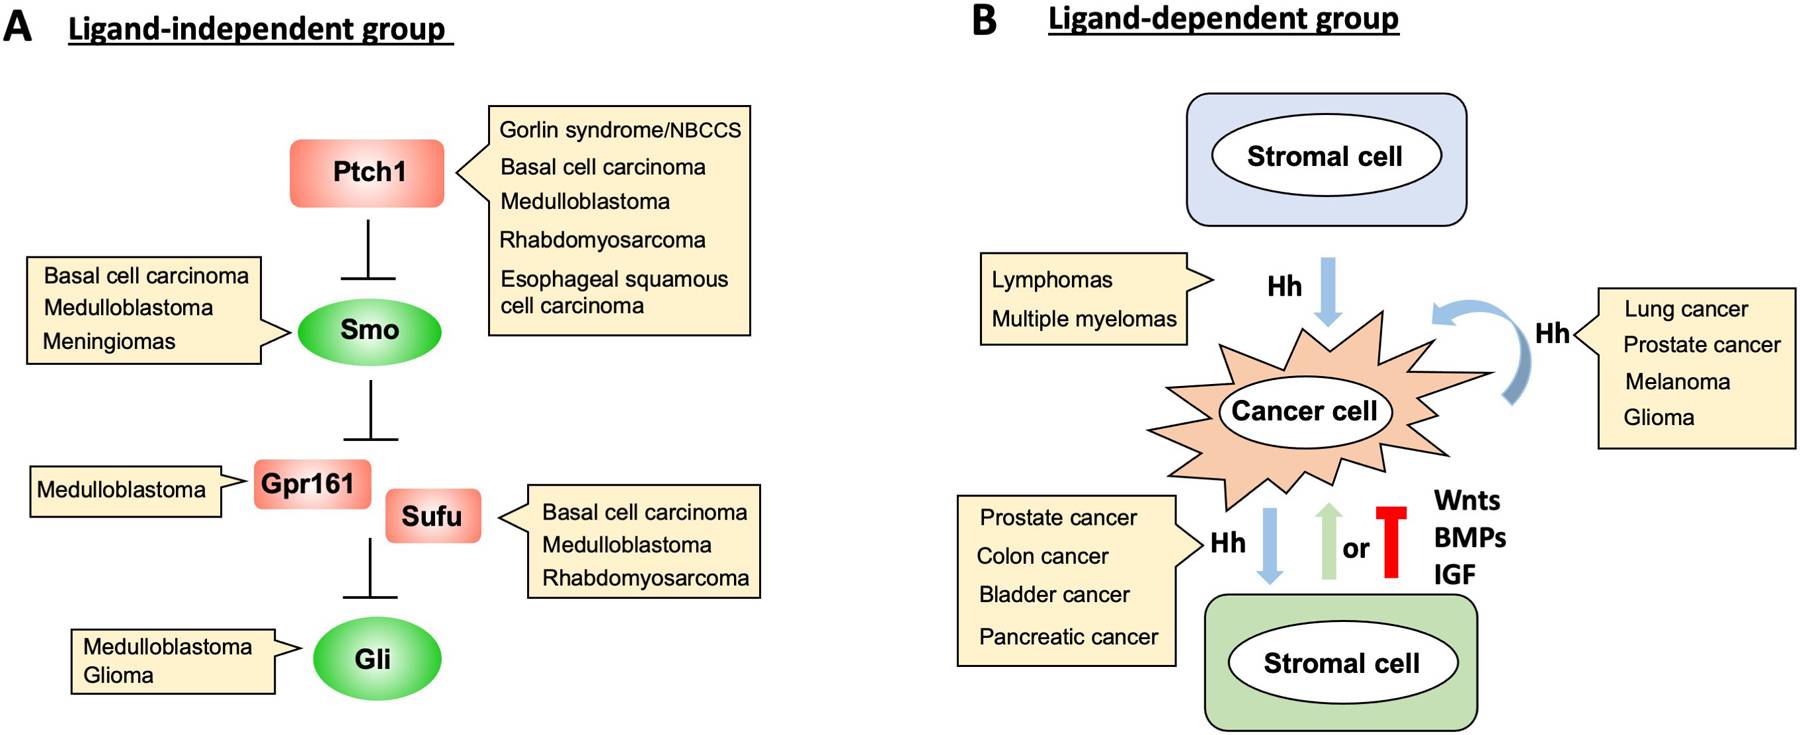 A
Ligand-independent group
Ptch1
Gorlin syndrome/NBCCS
Basal cell carcinoma
Medulloblastoma
Rhabdomyosarcoma
Esophageal squamous
cell carcinoma
Basal cell carcinoma
Medulloblastoma
Meningiomas
Smo
Medulloblastoma
Gpr161
Sufu
Basal cell carcinoma
Medulloblastoma
Rhabdomyosarcoma
Medulloblastoma
Glioma
Gli
B
Ligand-dependent group
Stromal cell
Lymphomas
Multiple myelomas
Hh
Hh
Lung cancer
Prostate cancer
Melanoma
Glioma
Cancer cell
Prostate cancer
Colon cancer
Bladder cancer
Pancreatic cancer
Hh
or
Wnts
BMPs
IGF
Stromal cell